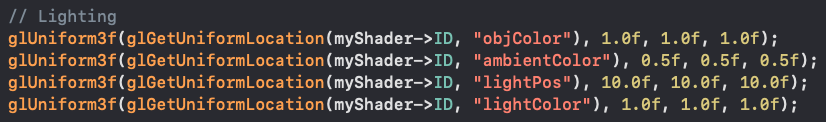 // Lighting
glUniform3f(glGetUniformLocation(myShader->ID, "objColor"), 1.0f, 1.0f, 1.0f);
glUniform3f(glGetUniformLocation(myShader->ID, "ambientColor"), 0.5f, 0.5f, 0.5f);
glUniform3f(glGetUniformLocation(myShader->ID, "lightPos"), 10.0f, 10.0f, 10.0f);
glUniform3f(glGetUniformLocation(myShader->ID, "lightColor"), 1.0f, 1.0f, 1.0f);